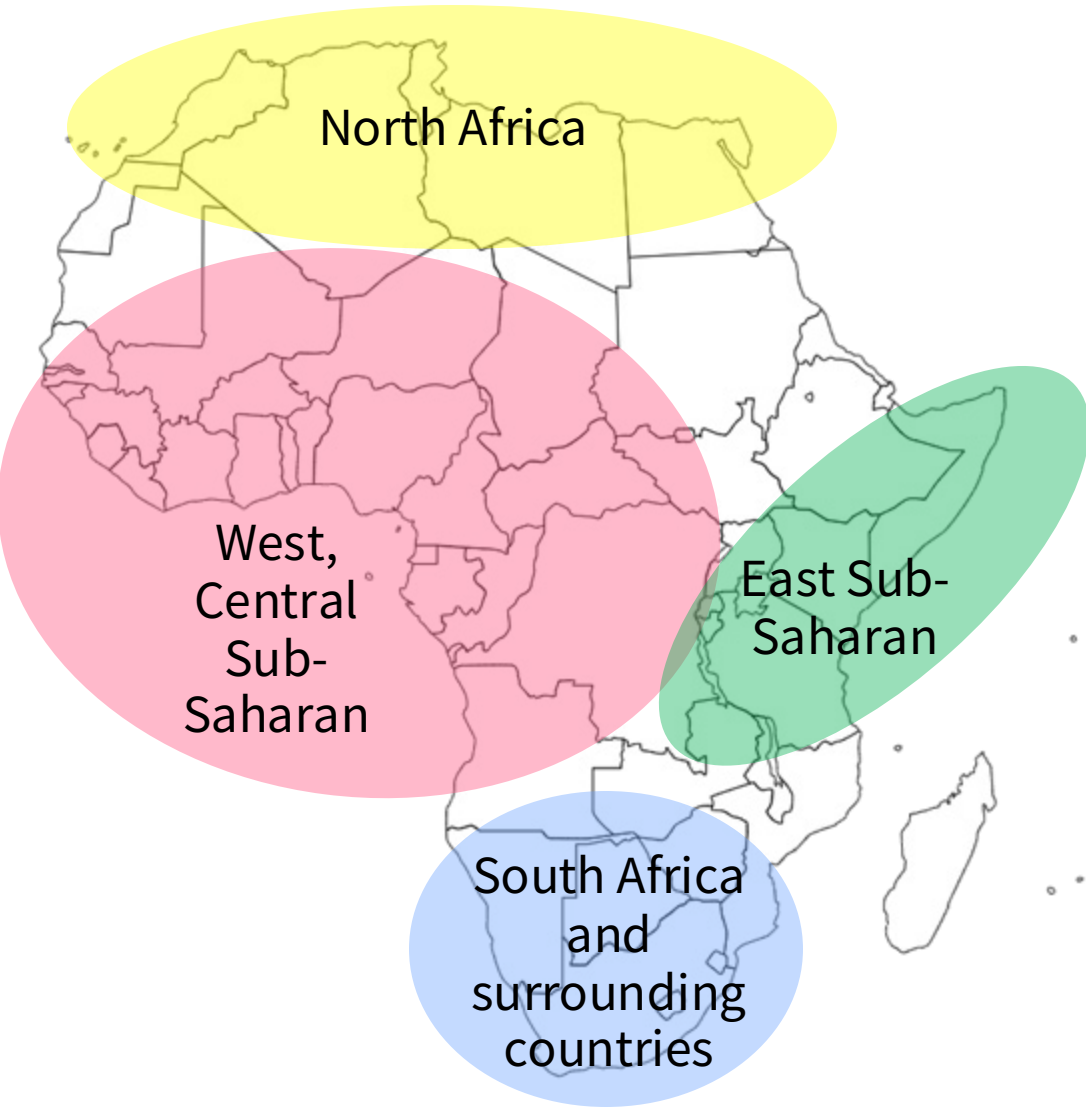 North Africa
West,
Central
Sub-
Saharan
East Sub-
Saharan
South Africa
and
surrounding
countries